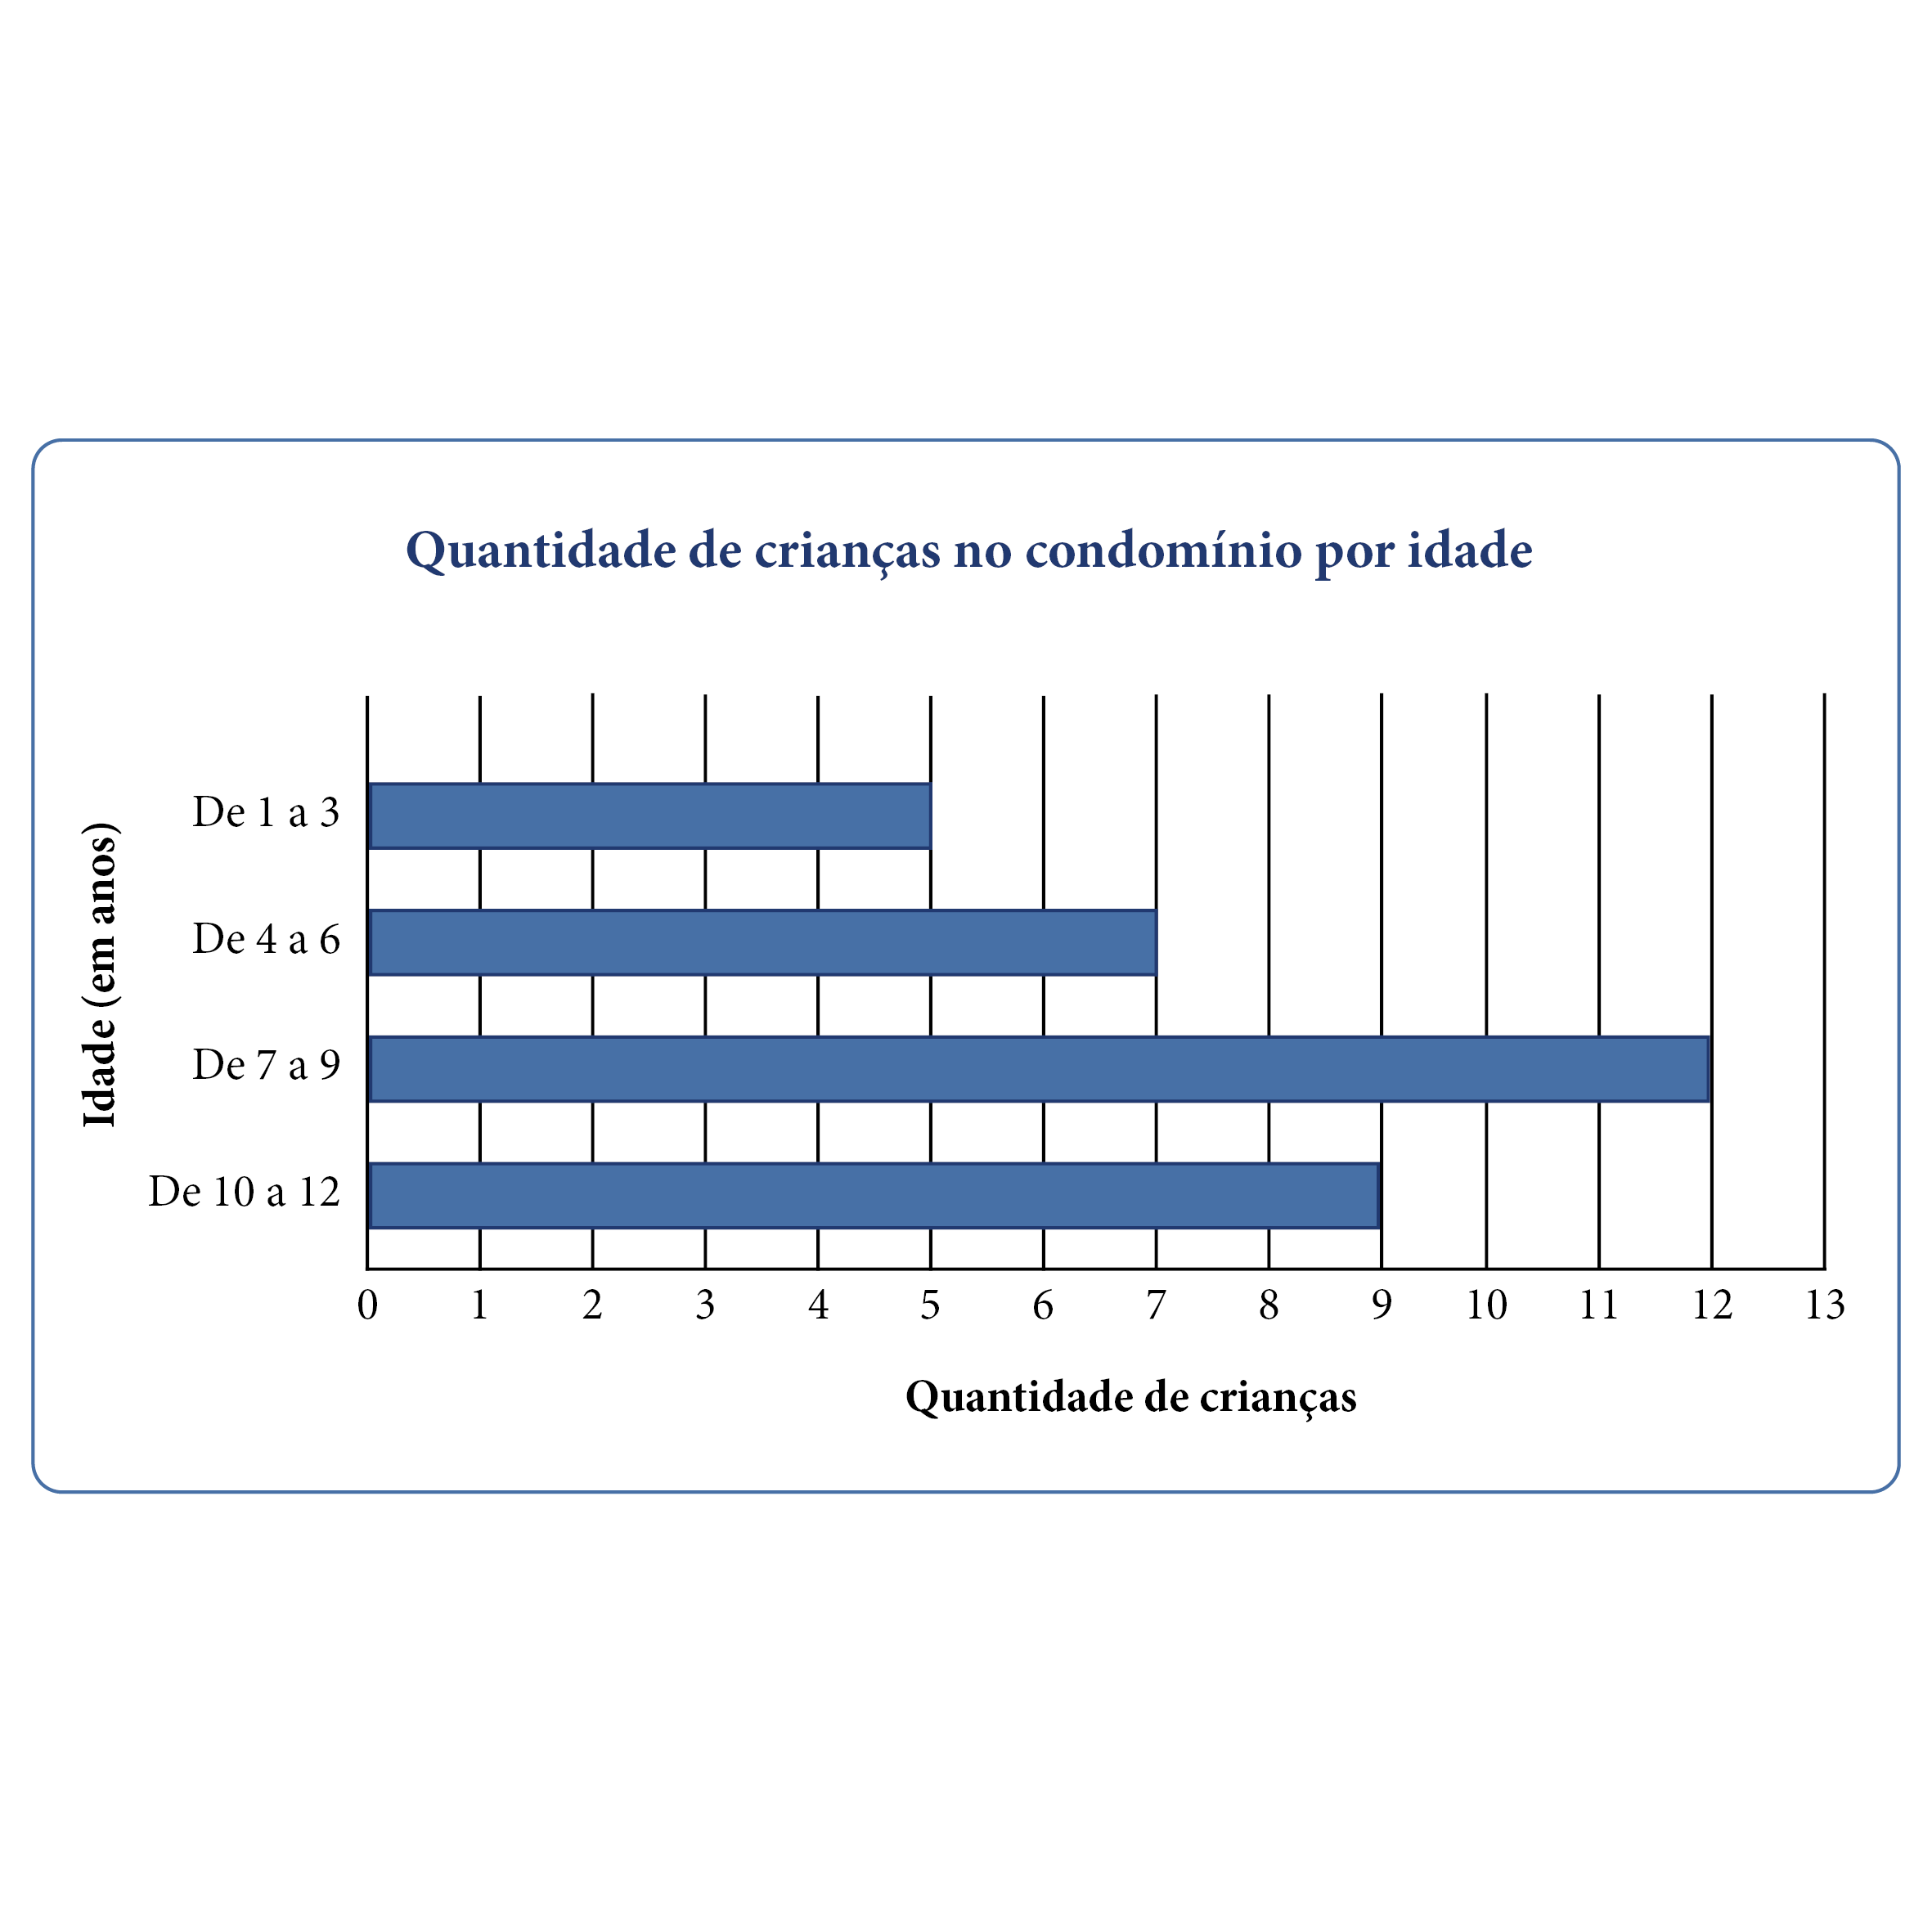 Quantidade de crianças no condomínio por idade
Idade (em anos)
De 1 a 3
De 4 a 6
De 7 a 9
De 10 a 12
0 1 2 3 4 5 6 7 8 9 10 11 12 13
Quantidade de crianças